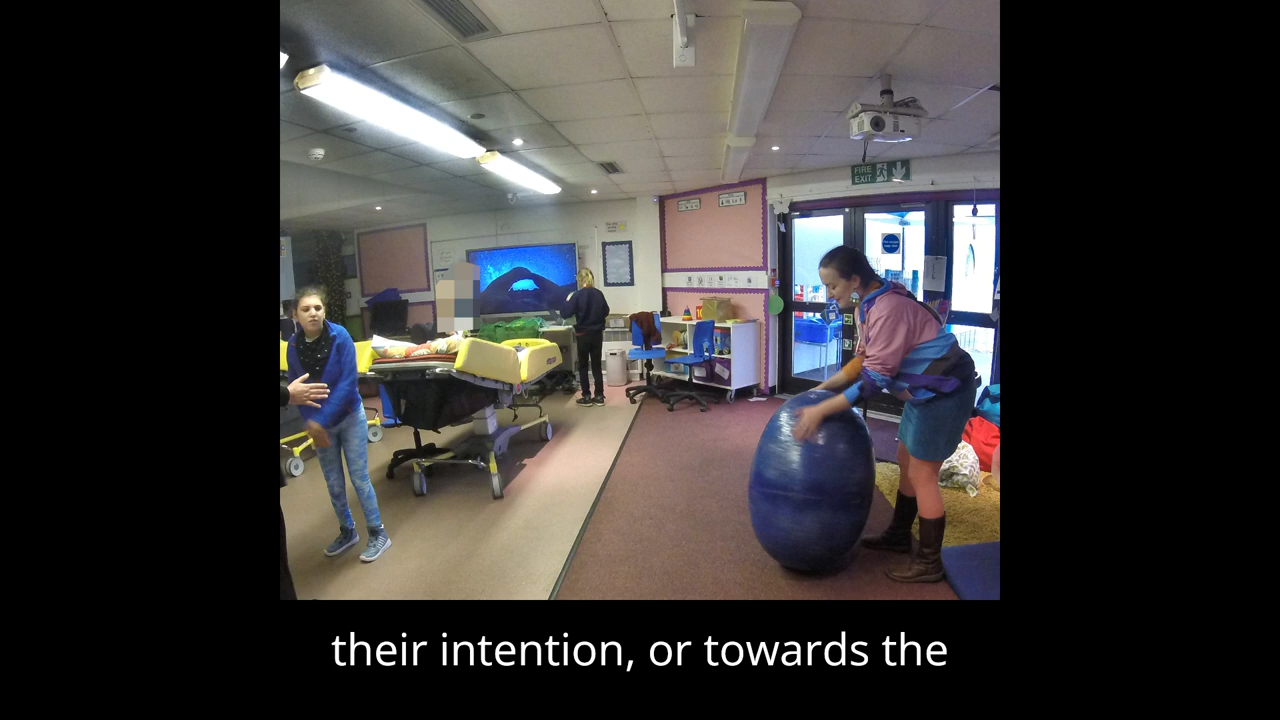 FIRE
EXIT
their intention, or towards the